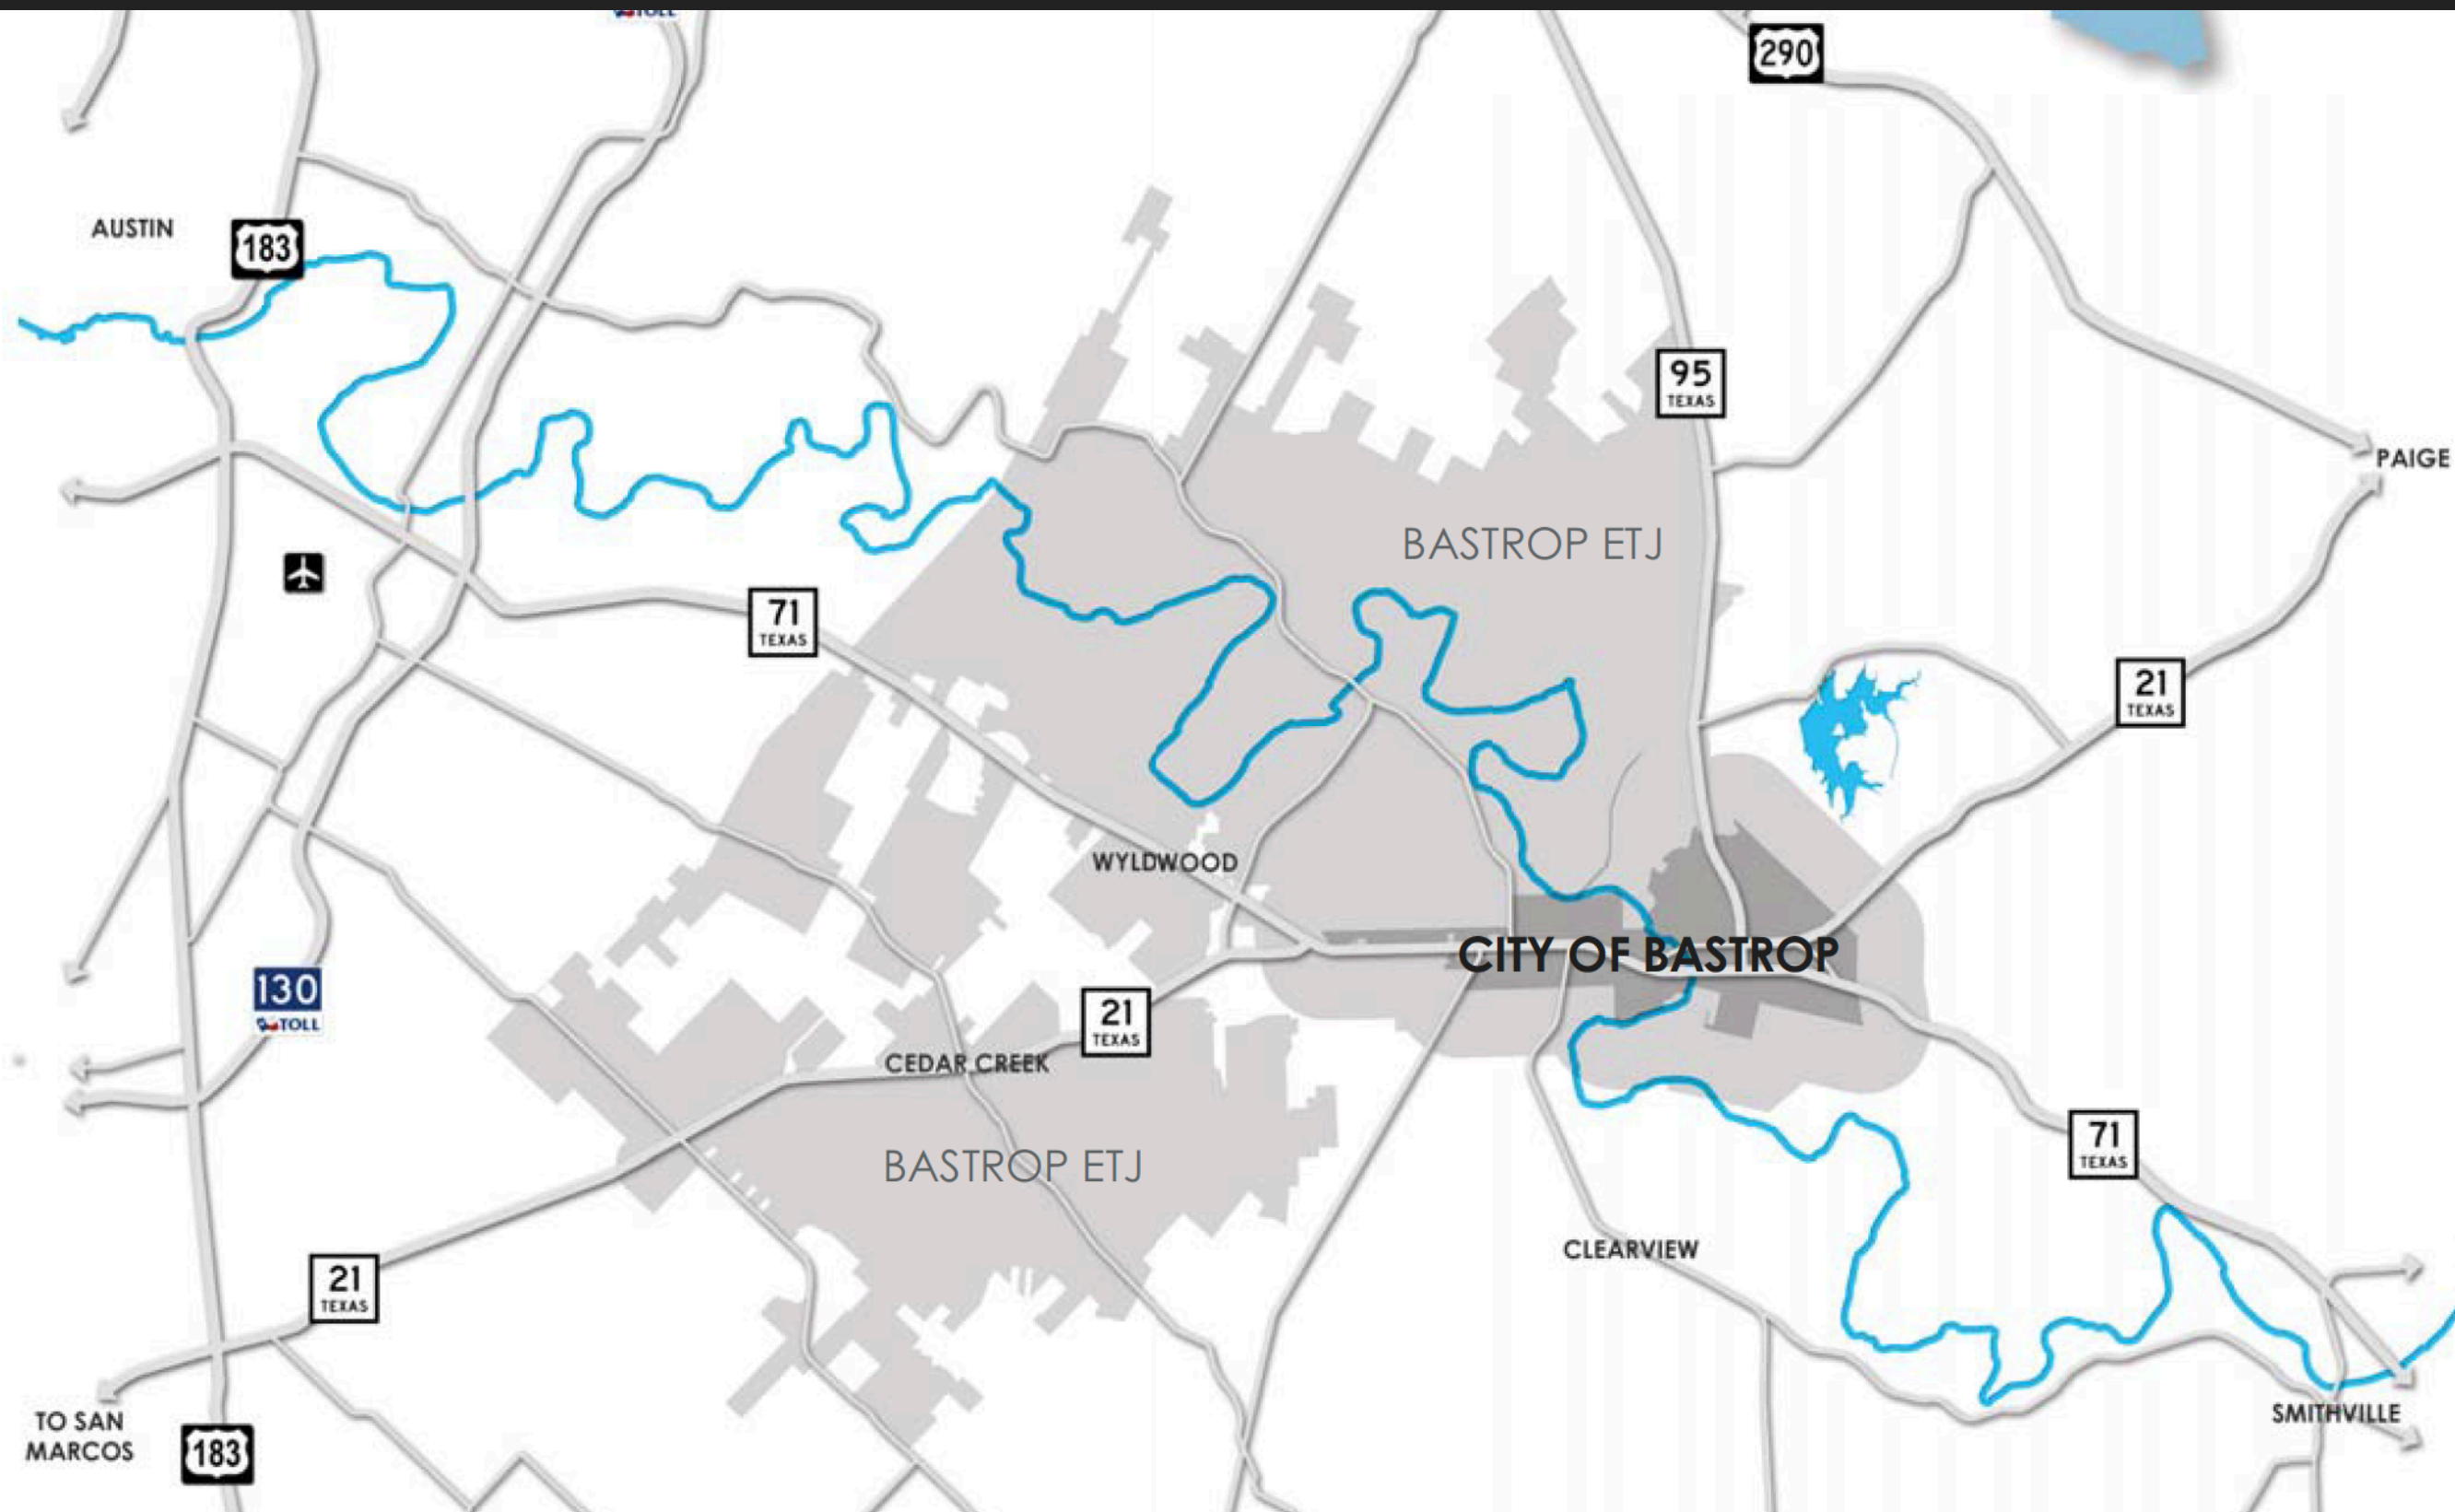 TOLL
290
AUSTIN
183
95
TEXAS
PAIGE
BASTROP ETJ
71
TEXAS
21
TEXAS
WYLDWOOD
CITY OF BASTROP
130
TOLL
21
TEXAS
CEDAR CREEK
71
TEXAS
BASTROP ETJ
CLEARVIEW
21
TEXAS
TO SAN
MARCOS
183
SMITHVILLE